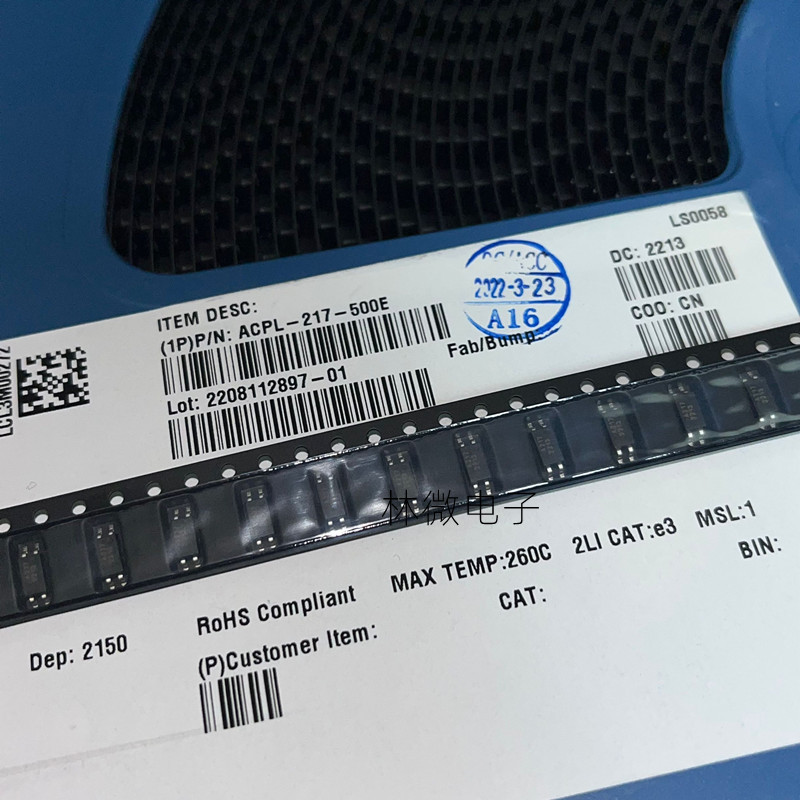 LS0058
DC: 2213
COO: CN
ITEM DESC:
(1P)P/N: ACPL-217-500E
2022-3-23
A16
Fab/Bump:
Lot: 2208112897-01
林微电子
MAX TEMP:260C 2LI CAT:e3 MSL:1
RoHS Compliant
CAT:
BIN:
Dep: 2150
(P)Customer Item: